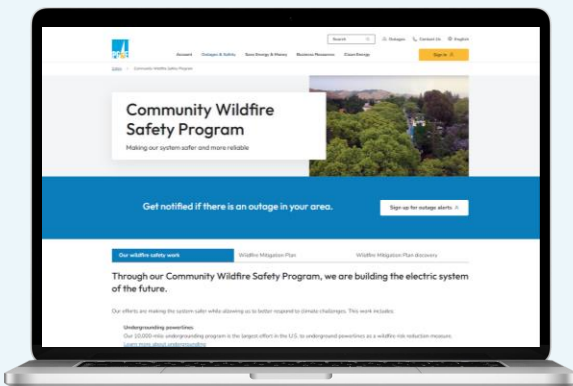 Search
Outages
Contact Us
English
Account
Outages & Safety
Save Energy & Money
Business Resources
Clean Energy
Sign in
Community Wildfire Safety Program
Community Wildfire
Safety Program
Making our system safer and more reliable
Get notified if there is an outage in your area.
Sign up for outage alerts
Our wildfire safety work
Wildfire Mitigation Plan
Wildfire Mitigation Plan discovery
Through our Community Wildfire Safety Program, we are building the electric system
of the future.
Our efforts are making the system safer while allowing us to better respond to climate challenges. This work includes:
Undergrounding powerlines
Our 10,000-mile undergrounding program is the largest effort in the U.S. to underground powerlines as a wildfire risk reduction measure.
Learn more about undergrounding